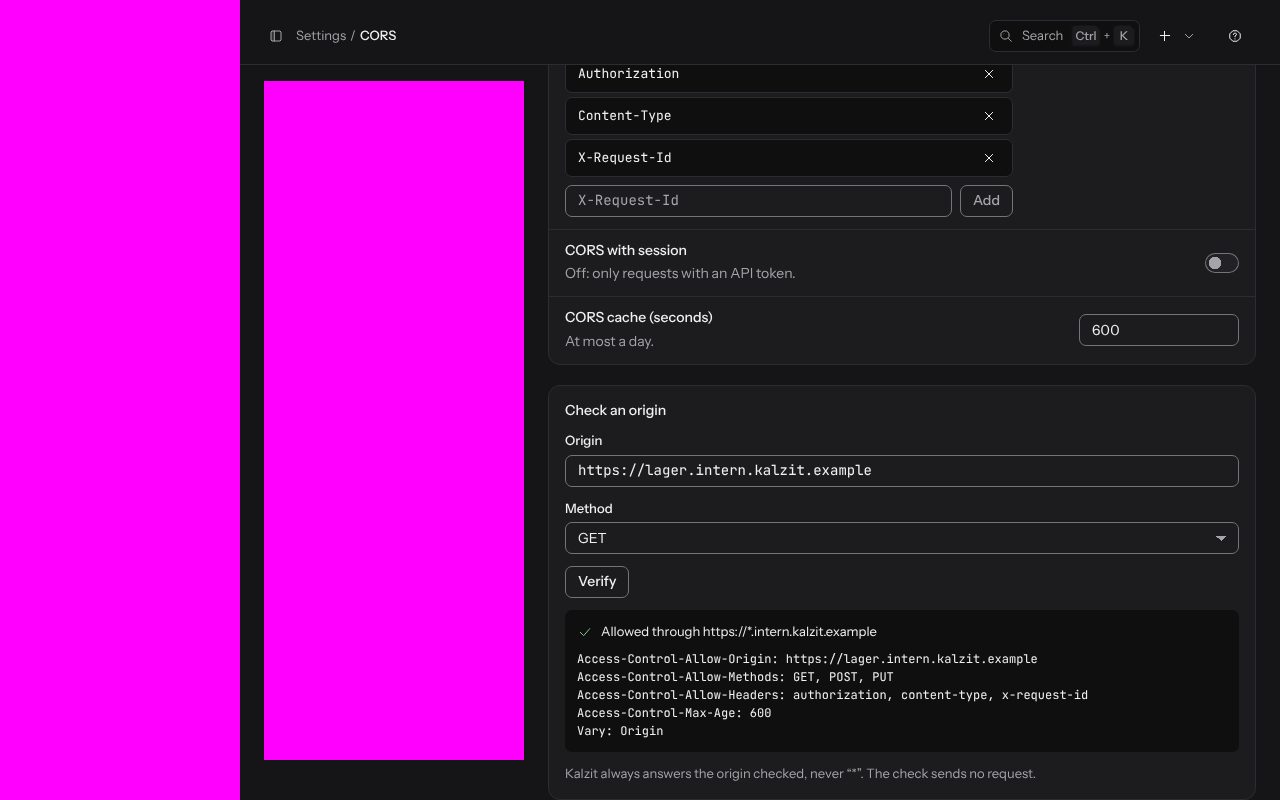 Settings / CORS
Search Ctrl + K
Authorization
Content-Type
X-Request-Id
X-Request-Id Add
CORS with session
Off: only requests with an API token.
CORS cache (seconds)
At most a day.
600
Check an origin
Origin
https://lager.intern.kalzit.example
Method
GET
Verify
Allowed through https://*.intern.kalzit.example
Access-Control-Allow-Origin: https://lager.intern.kalzit.example
Access-Control-Allow-Methods: GET, POST, PUT
Access-Control-Allow-Headers: authorization, content-type, x-request-id
Access-Control-Max-Age: 600
Vary: Origin
Kalzit always answers the origin checked, never “*”. The check sends no request.